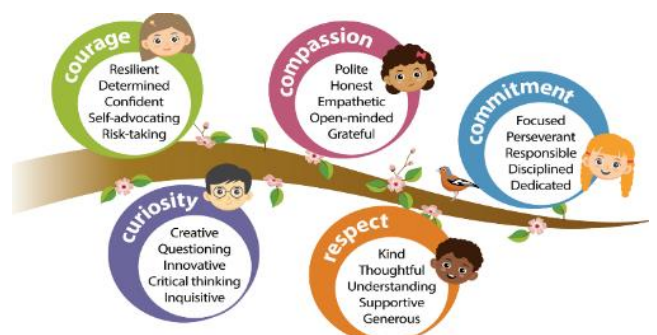 courage
Resilient
Determined
Confident
Self-advocating
Risk-taking
compassion
Polite
Honest
Empathetic
Open-minded
Grateful
commitment
Focused
Perseverant
Responsible
Disciplined
Dedicated
curiosity
Creative
Questioning
Innovative
Critical thinking
Inquisitive
respect
Kind
Thoughtful
Understanding
Supportive
Generous